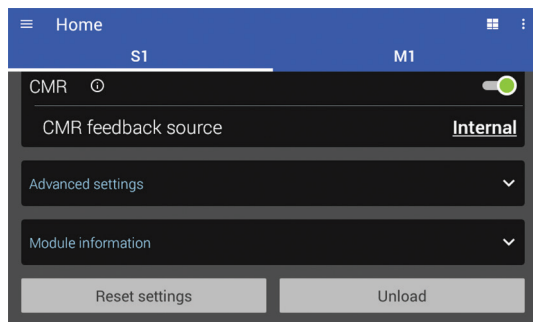 Home
S1 M1
CMR
CMR feedback source Internal
Advanced settings
Module information
Reset settings Unload